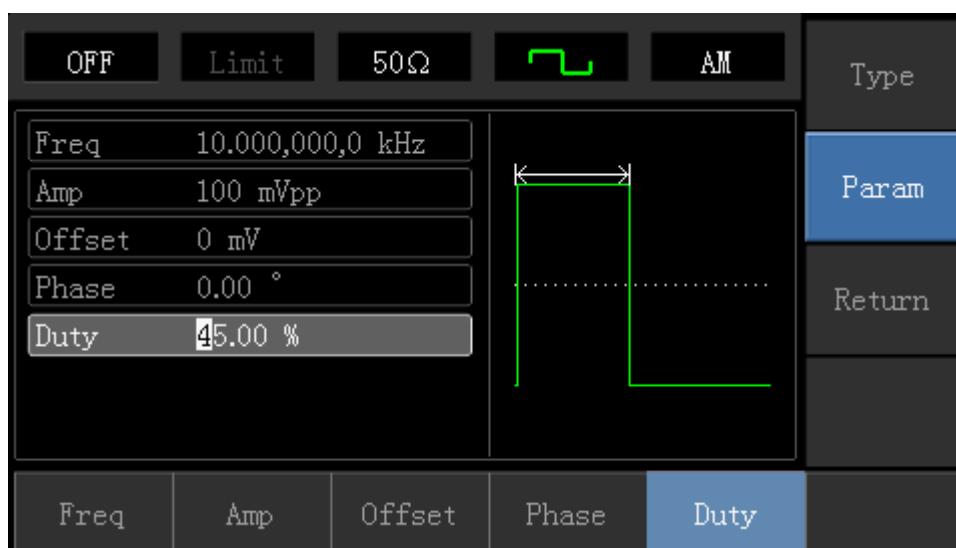 OFF Limit 50Ω AM Type
Freq 10.000,000,0 kHz
Amp 100 mVpp
Param
Offset 0 mV
Phase 0.00 °
Return
Duty 45.00 %
Freq Amp Offset Phase Duty